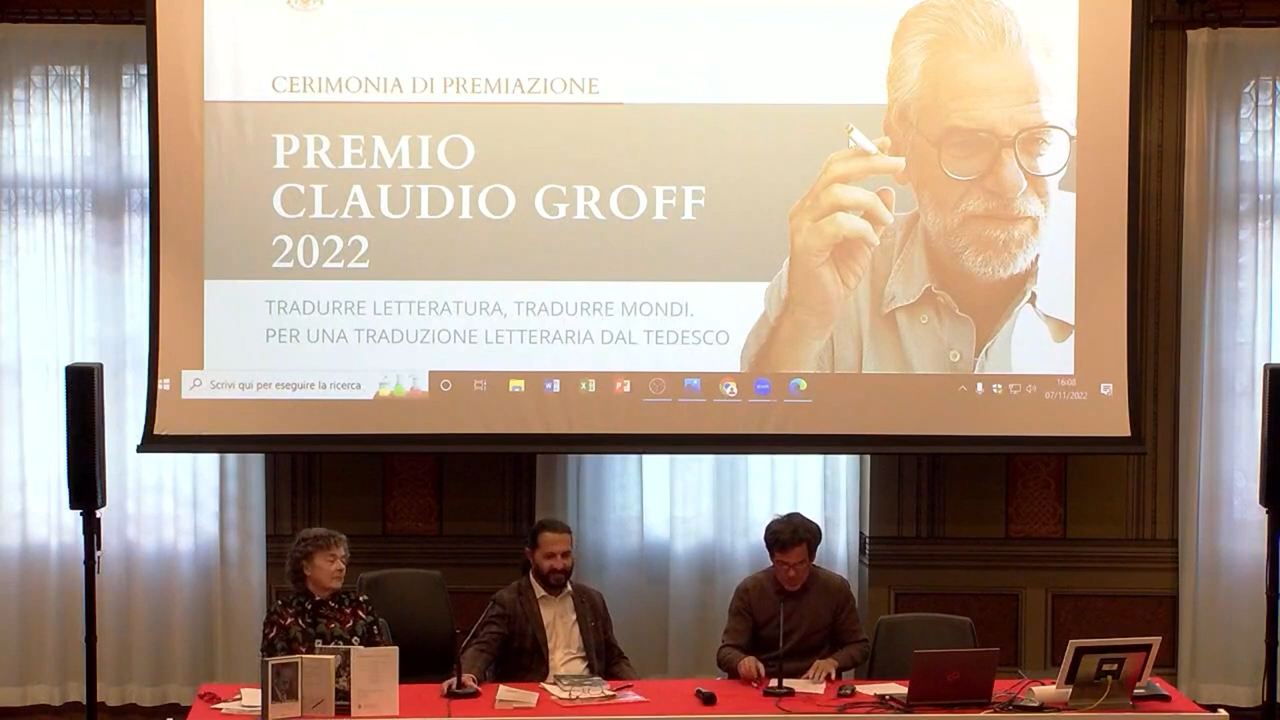 CERIMONIA DI PREMIAZIONE
PREMIO
CLAUDIO GROFF
2022
TRADURRE LETTERATURA, TRADURRE MONDI.
PER UNA TRADUZIONE LETTERARIA DAL TEDESCO
Scrivi qui per eseguire la ricerca
16:08
07/11/2022